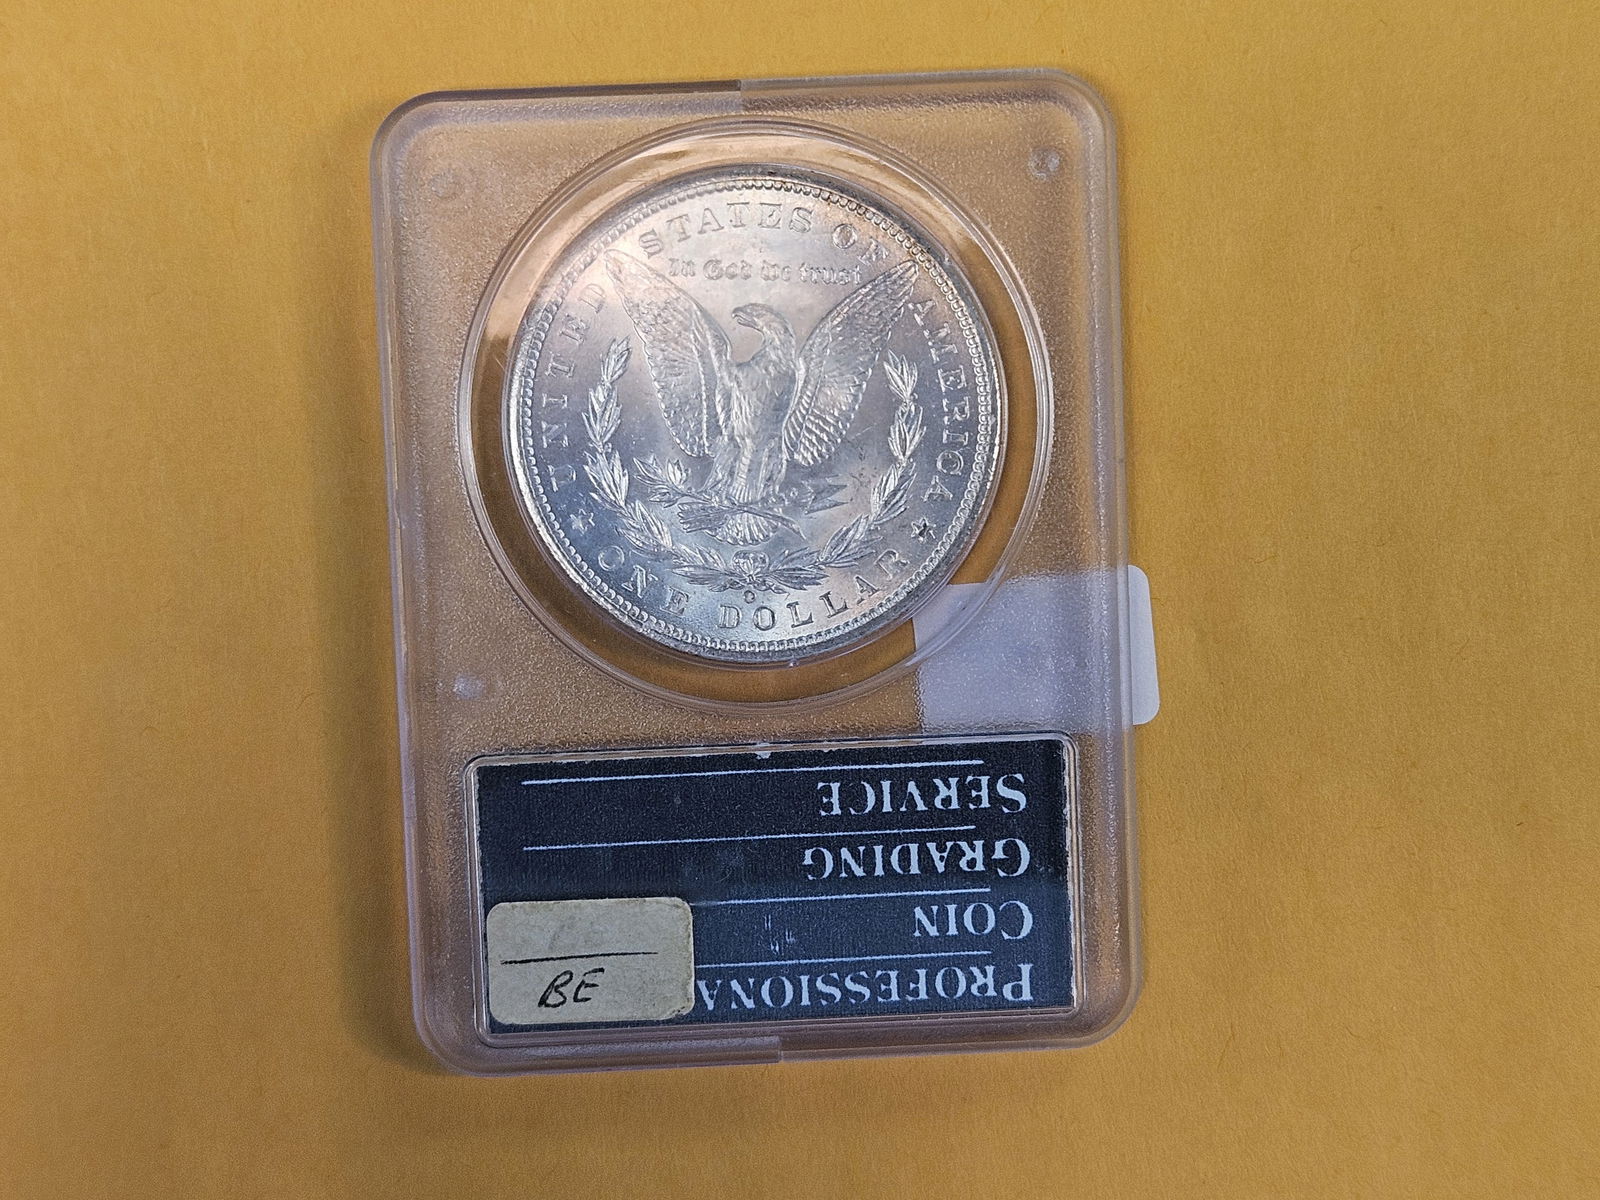 UNITED STATES OF AMERICA
In God We trust
O
ONE DOLLAR
PROFESSIONA
COIN
GRADING
SERVICE
BE